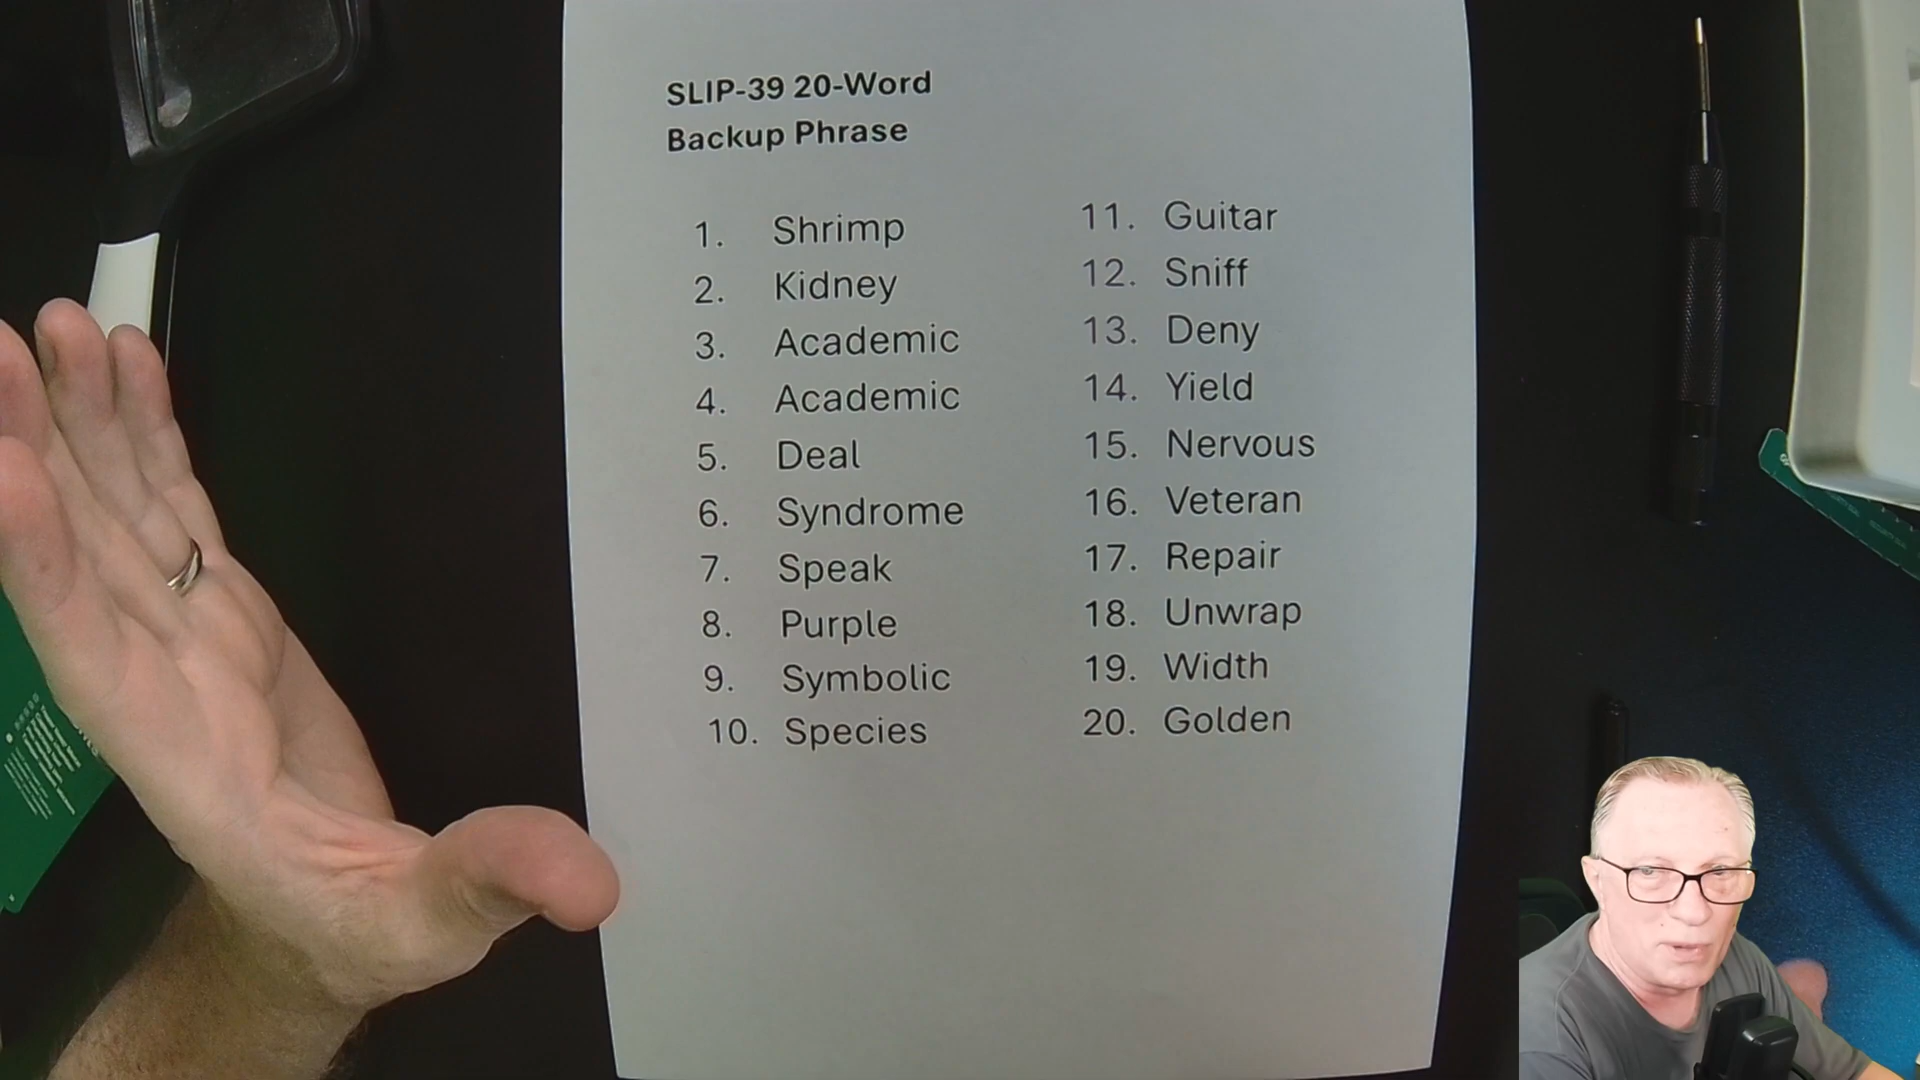 SLIP-39 20-Word
Backup Phrase
1. Shrimp
2. Kidney
3. Academic
4. Academic
5. Deal
6. Syndrome
7. Speak
8. Purple
9. Symbolic
10. Species
11. Guitar
12. Sniff
13. Deny
14. Yield
15. Nervous
16. Veteran
17. Repair
18. Unwrap
19. Width
20. Golden